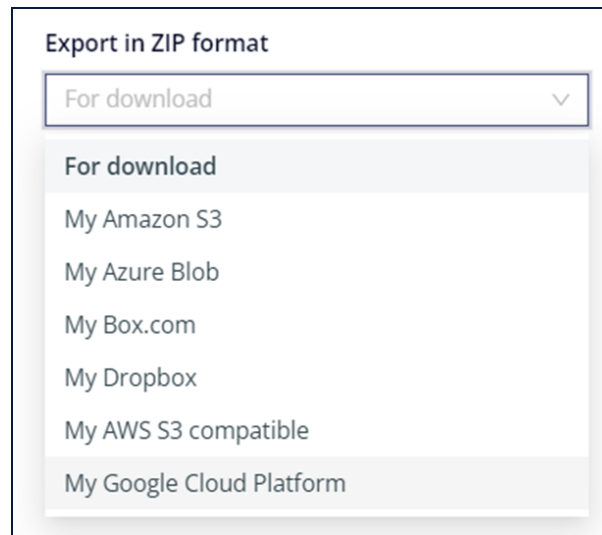 Export in ZIP format
For download
For download
My Amazon S3
My Azure Blob
My Box.com
My Dropbox
My AWS S3 compatible
My Google Cloud Platform